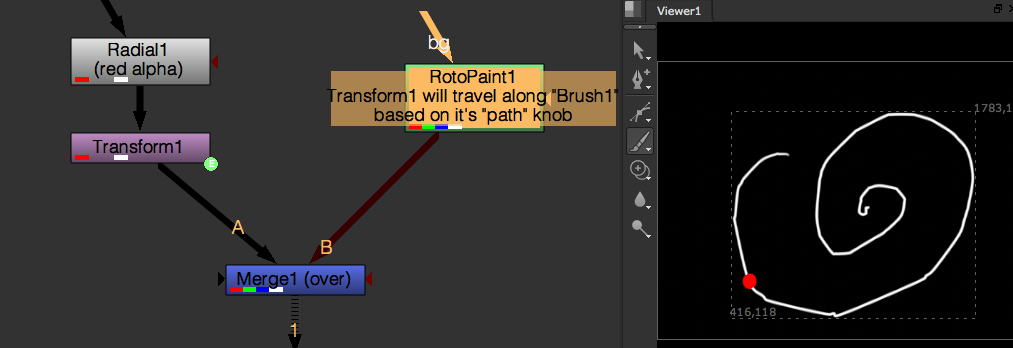 Viewer1
bg
Radial1
(red alpha)
RotoPaint1
Transform1 will travel along "Brush1"
based on it's "path" knob
Transform1
E
A
B
Merge1 (over)
1
1783,1
416,118